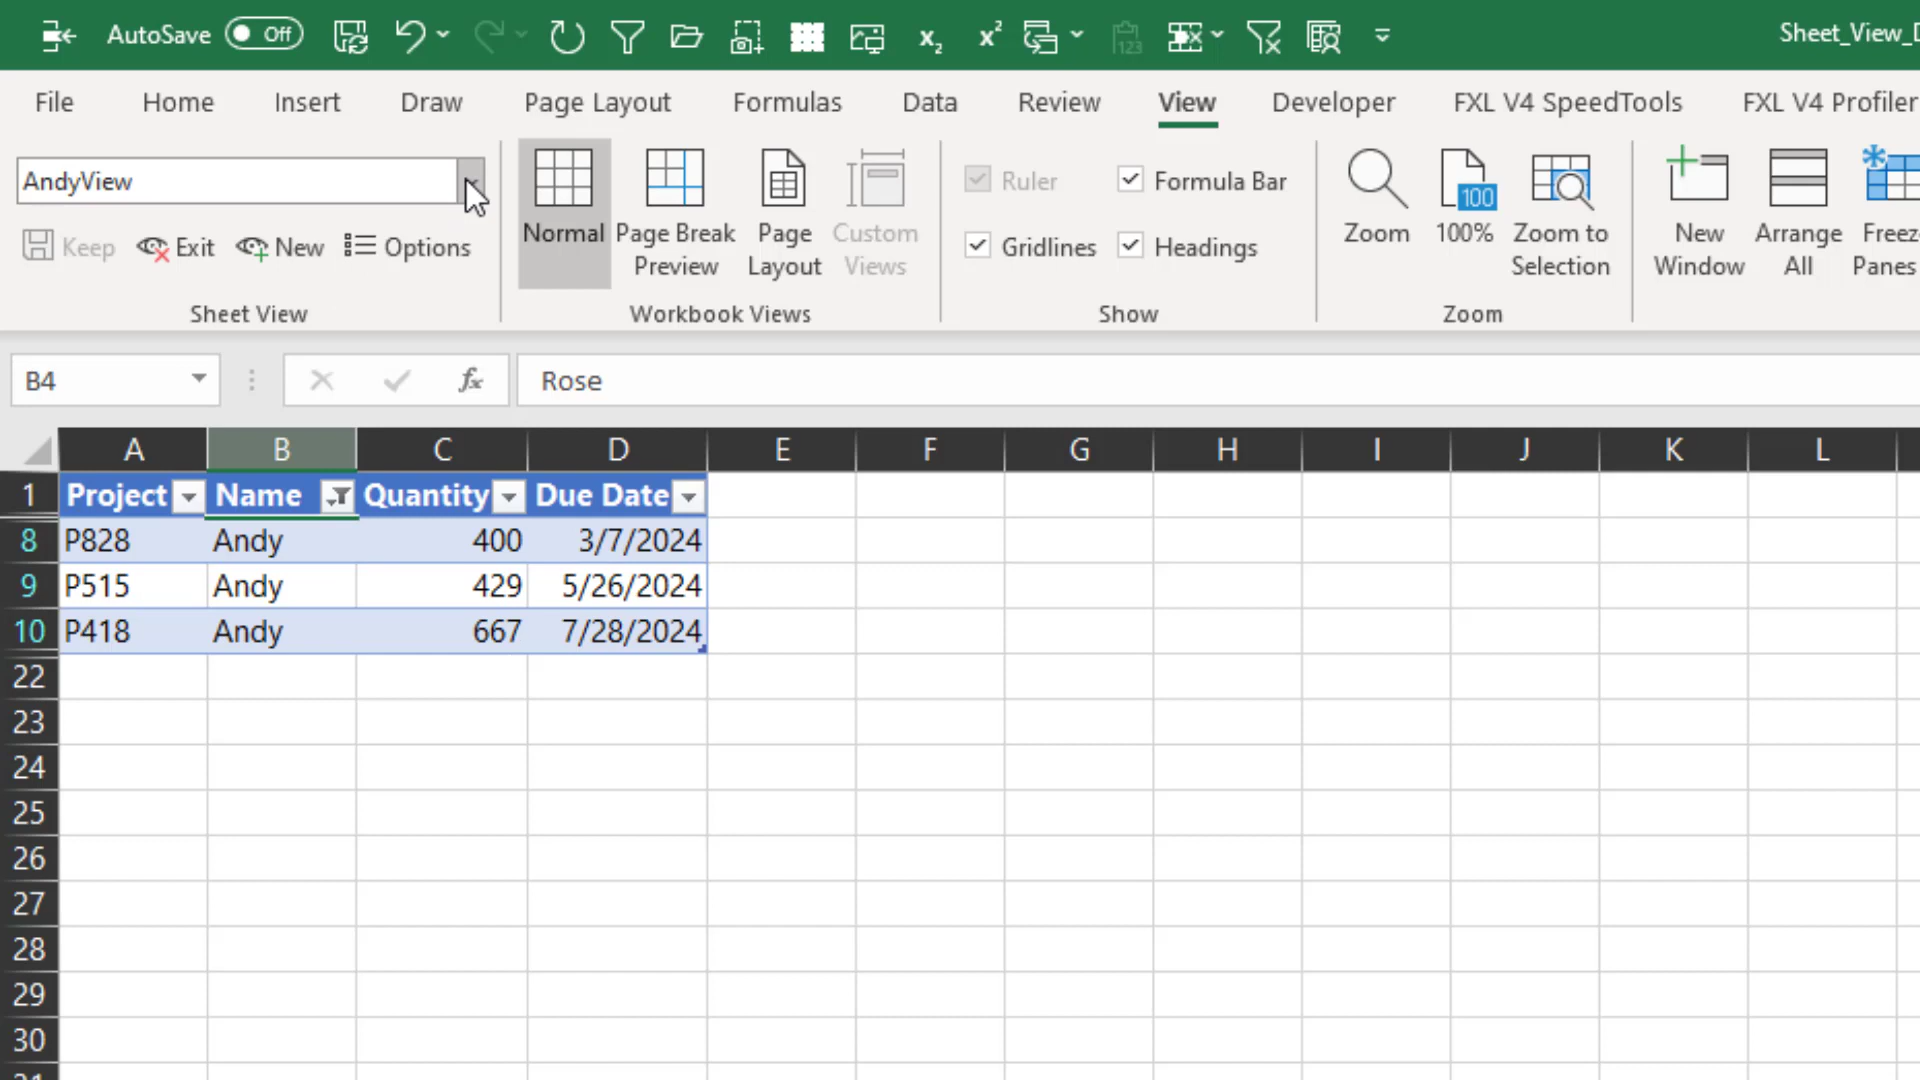 AutoSave Off Sheet_View_D
File Home Insert Draw Page Layout Formulas Data Review View Developer FXL V4 SpeedTools FXL V4 Profiler
AndyView
Keep Exit New Options
Sheet View
Normal
Page Break
Preview
Page
Layout
Custom
Views
Workbook Views
Ruler Formula Bar
Gridlines Headings
Show
Zoom
100
100%
Zoom to
Selection
Zoom
New
Window
Arrange
All
Freeze
Panes
B4 fx Rose
A B C D E F G H I J K L
1 Project Name Quantity Due Date
8 P828 Andy 400 3/7/2024
9 P515 Andy 429 5/26/2024
10 P418 Andy 667 7/28/2024
22
23
24
25
26
27
28
29
30